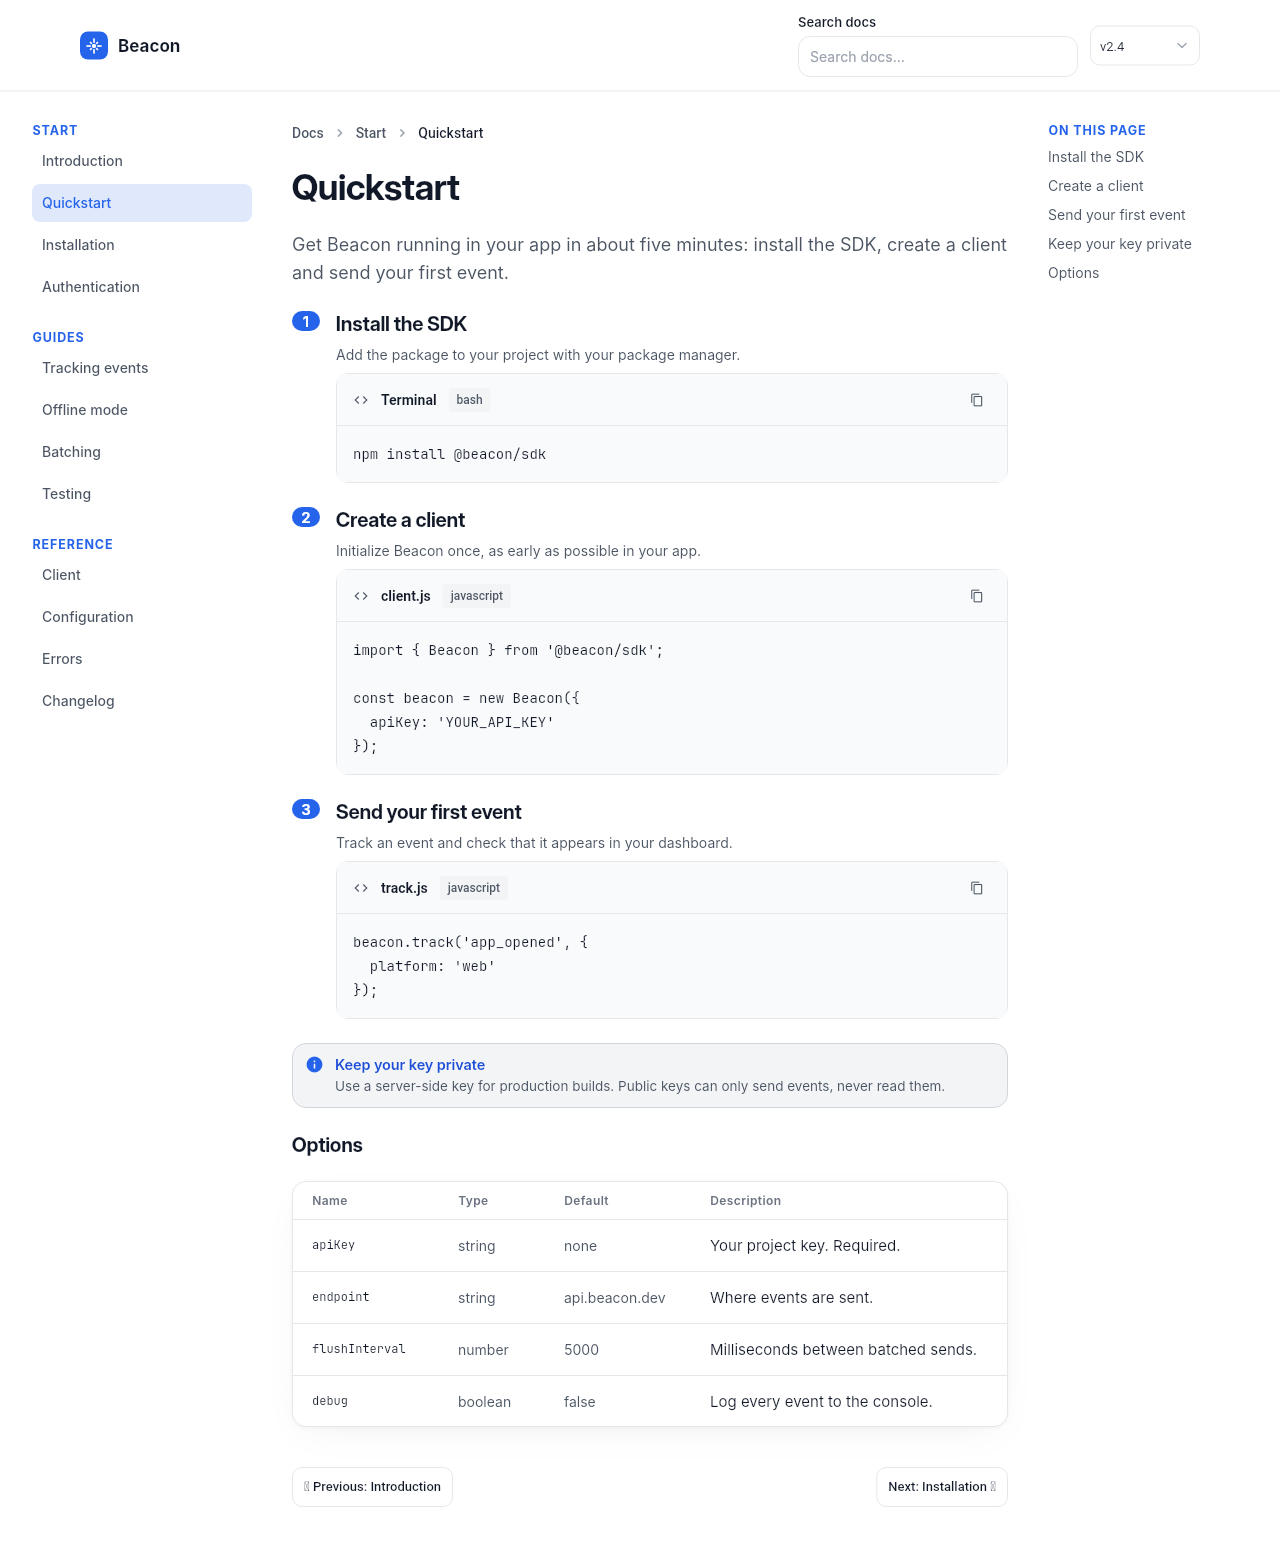 Beacon
Search docs
Search docs...
v2.4
START
Introduction
Quickstart
Installation
Authentication
GUIDES
Tracking events
Offline mode
Batching
Testing
REFERENCE
Client
Configuration
Errors
Changelog
Docs > Start > Quickstart
Quickstart
Get Beacon running in your app in about five minutes: install the SDK, create a client
and send your first event.
1 Install the SDK
Add the package to your project with your package manager.
Terminal bash
npm install @beacon/sdk
2 Create a client
Initialize Beacon once, as early as possible in your app.
client.js javascript
import { Beacon } from '@beacon/sdk';
const beacon = new Beacon({
  apiKey: 'YOUR_API_KEY'
});
3 Send your first event
Track an event and check that it appears in your dashboard.
track.js javascript
beacon.track('app_opened', {
  platform: 'web'
});
Keep your key private
Use a server-side key for production builds. Public keys can only send events, never read them.
Options
Name Type Default Description
apiKey string none Your project key. Required.
endpoint string api.beacon.dev Where events are sent.
flushInterval number 5000 Milliseconds between batched sends.
debug boolean false Log every event to the console.
Previous: Introduction
Next: Installation
ON THIS PAGE
Install the SDK
Create a client
Send your first event
Keep your key private
Options